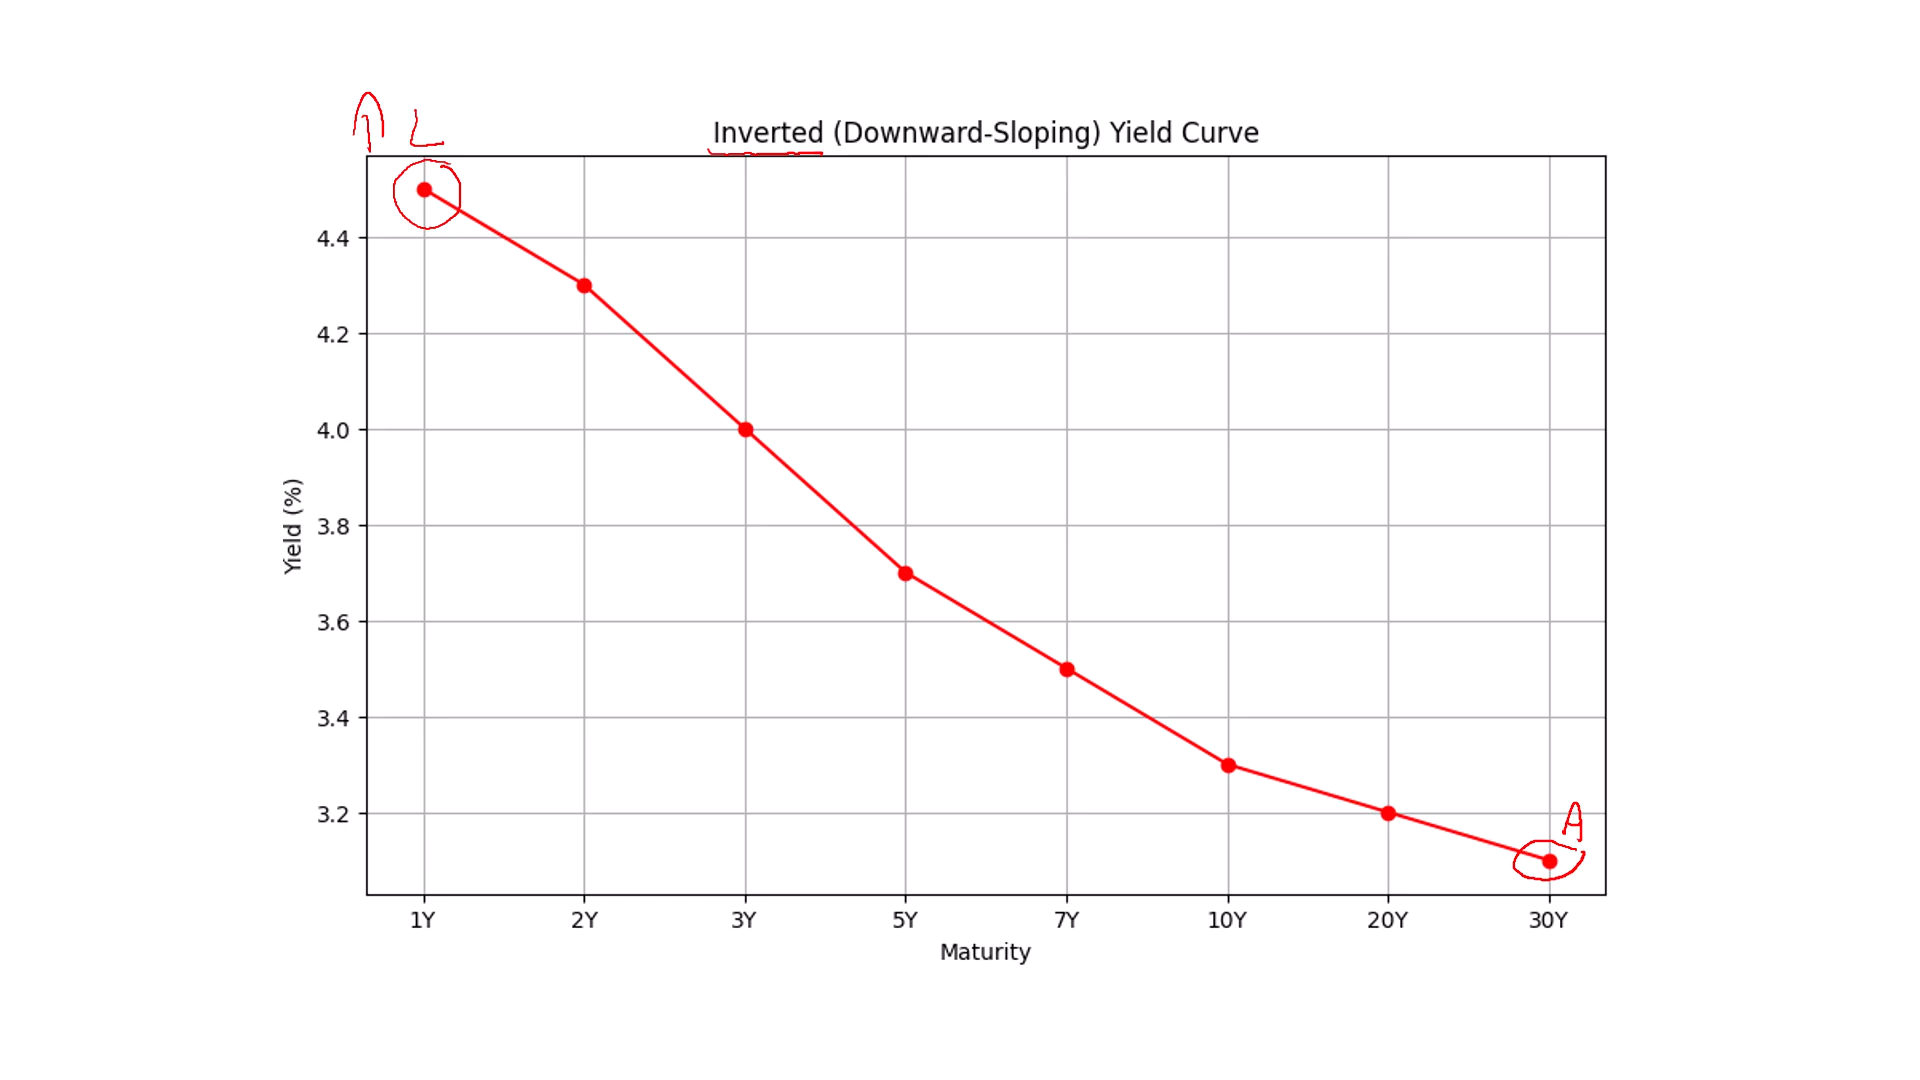 L
Inverted (Downward-Sloping) Yield Curve
4.4
4.2
4.0
3.8
3.6
3.4
3.2
Yield (%)
A
1Y 2Y 3Y 5Y 7Y 10Y 20Y 30Y
Maturity